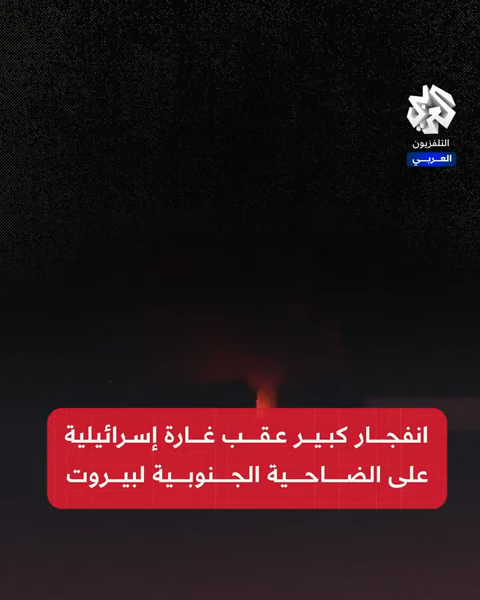 التلفزيون
العربي
انفجار كبير عقب غارة إسرائيلية
على الضاحية الجنوبية لبيروت